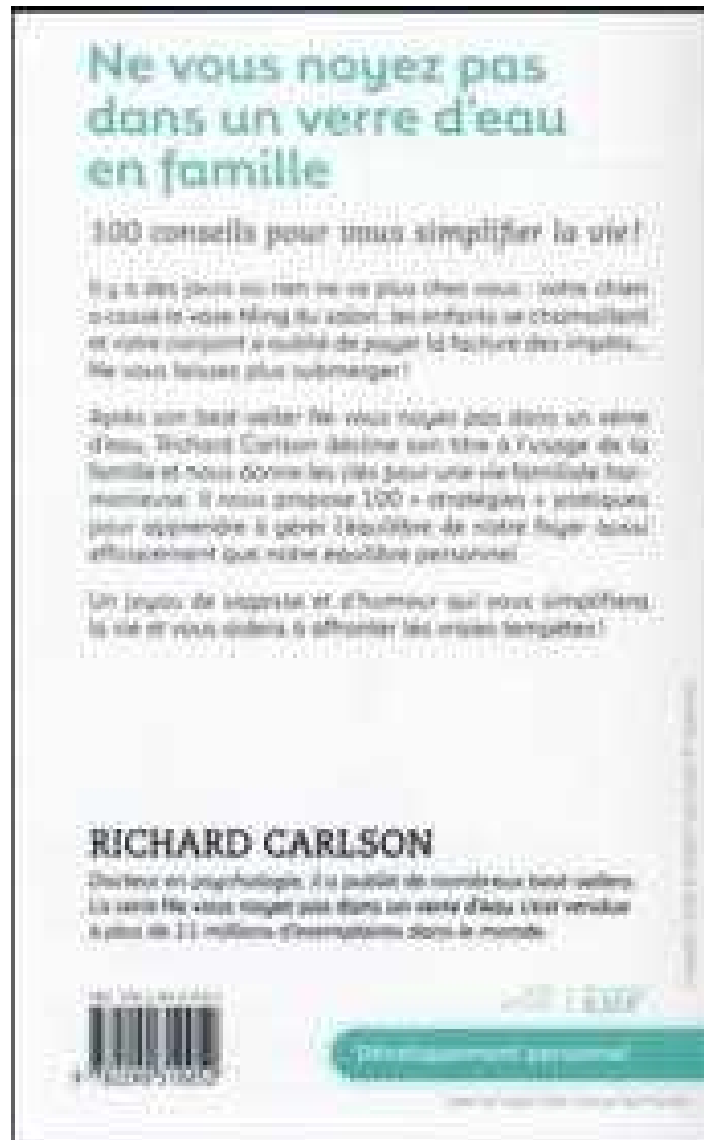 Ne vous noyez pas
dans un verre d'eau
en famille
100 conseils pour vous simplifier la vie !
Il y a des jours où rien ne va plus chez vous : votre chien
a cassé le vase Ming du salon, les enfants se chamaillent
et votre conjoint a oublié de payer la facture des impôts...
Ne vous laissez plus submerger !
Après son best-seller Ne vous noyez pas dans un verre
d'eau, Richard Carlson décline son titre à l'usage de la
famille et nous donne les clés pour une vie familiale har-
monieuse. Il nous propose 100 « stratégies » pratiques
pour apprendre à gérer l'équilibre de notre foyer aussi
efficacement que notre équilibre personnel.
Un joyau de sagesse et d'humour qui vous simplifiera
la vie et vous aidera à affronter les vraies tempêtes !
RICHARD CARLSON
Docteur en psychologie, il a publié de nombreux best-sellers.
La série Ne vous noyez pas dans un verre d'eau s'est vendue
à plus de 21 millions d'exemplaires dans le monde.
Développement personnel